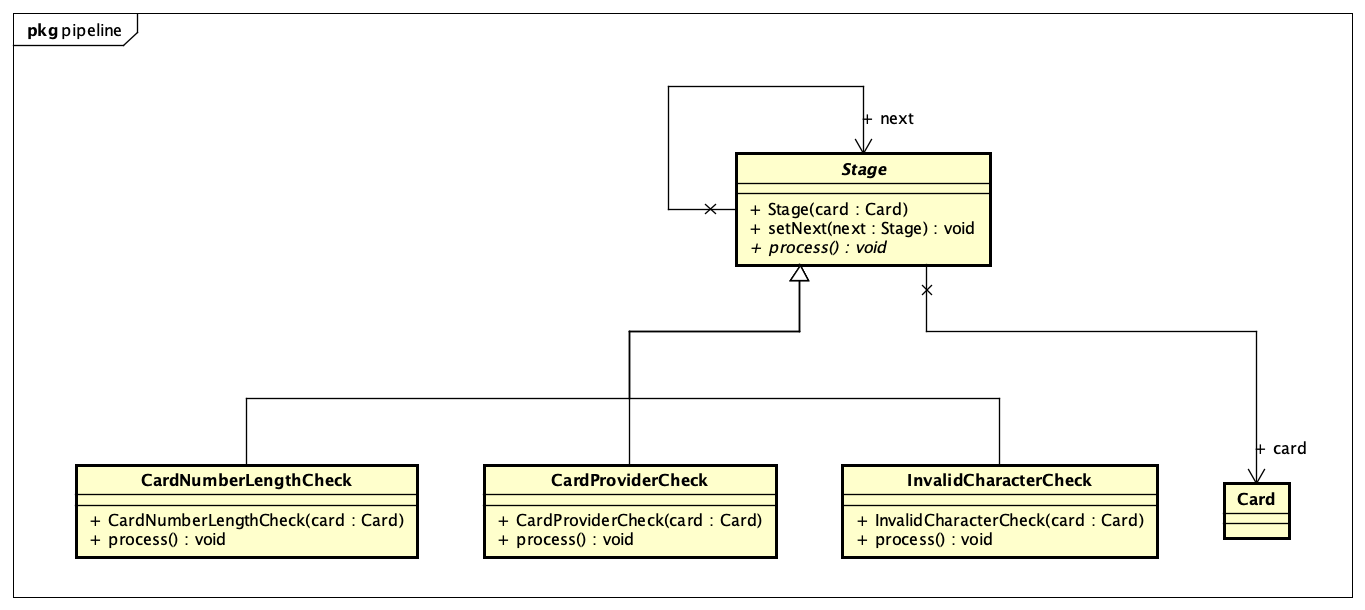 pkg pipeline
+ next
Stage
+ Stage(card : Card)
+ setNext(next : Stage) : void
+ process() : void
+ card
CardNumberLengthCheck
+ CardNumberLengthCheck(card : Card)
+ process() : void
CardProviderCheck
+ CardProviderCheck(card : Card)
+ process() : void
InvalidCharacterCheck
+ InvalidCharacterCheck(card : Card)
+ process() : void
Card